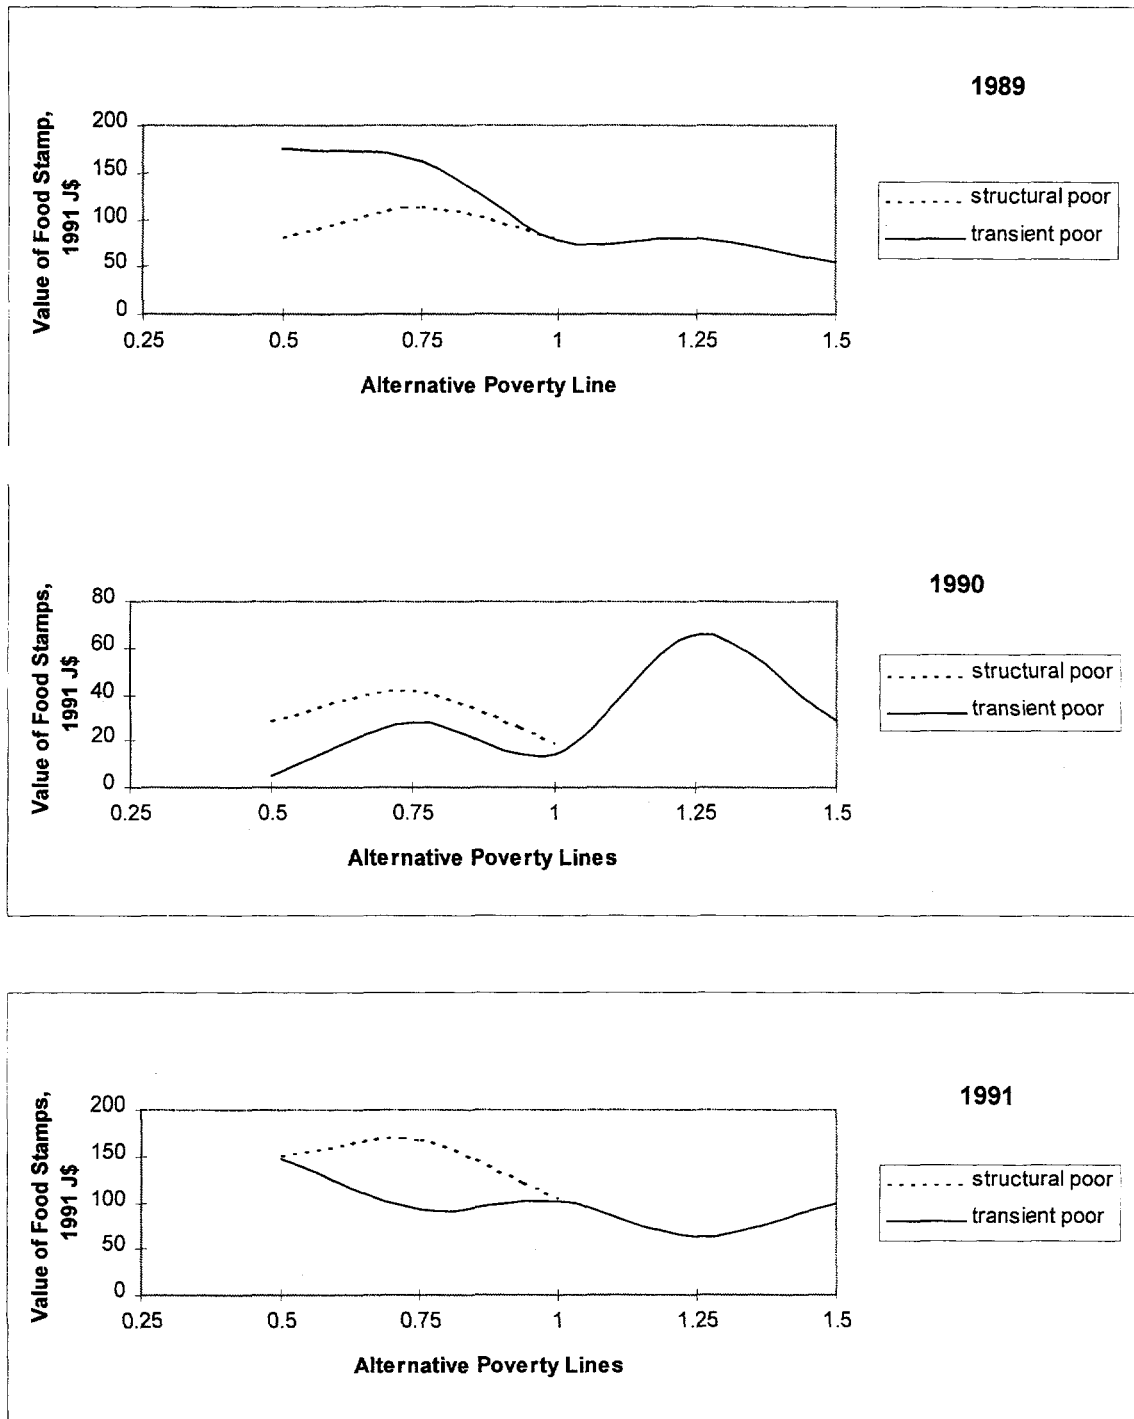 1989
Value of Food Stamp,
1991 J$
200
150
100
50
0
0.25 0.5 0.75 1 1.25 1.5
Alternative Poverty Line
structural poor
transient poor
1990
Value of Food Stamps,
1991 J$
80
60
40
20
0
0.25 0.5 0.75 1 1.25 1.5
Alternative Poverty Lines
structural poor
transient poor
1991
Value of Food Stamps,
1991 J$
200
150
100
50
0
0.25 0.5 0.75 1 1.25 1.5
Alternative Poverty Lines
structural poor
transient poor